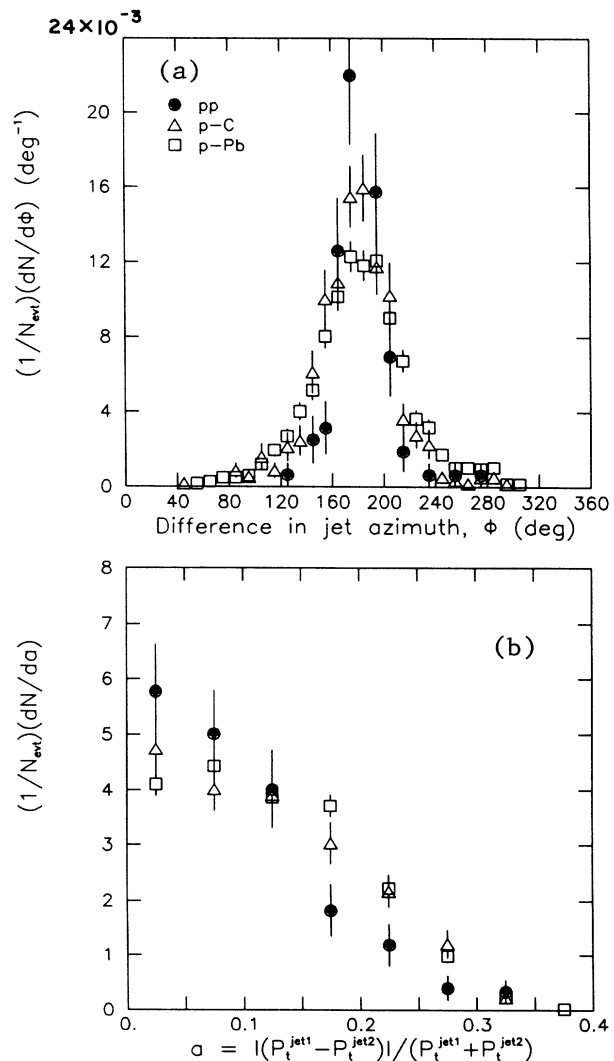 24×10⁻³
(a)
● pp
△ p-C
□ p-Pb
20
16
12
8
4
0
(1/N_evt)(dN/dΦ) (deg⁻¹)
0 40 80 120 160 200 240 280 320 360
Difference in jet azimuth, Φ (deg)
(b)
8
7
6
5
4
3
2
1
0
(1/N_evt)(dN/da)
0. 0.1 0.2 0.3 0.4
a = |(P_t^jet1-P_t^jet2)|/(P_t^jet1+P_t^jet2)